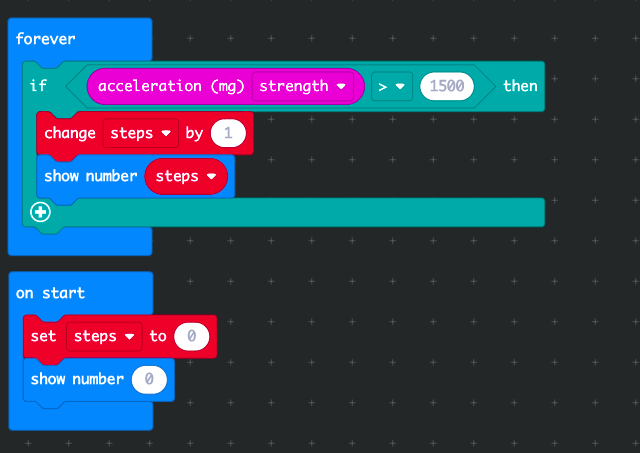 forever
if acceleration (mg) strength > 1500 then
change steps by 1
show number steps
on start
set steps to 0
show number 0